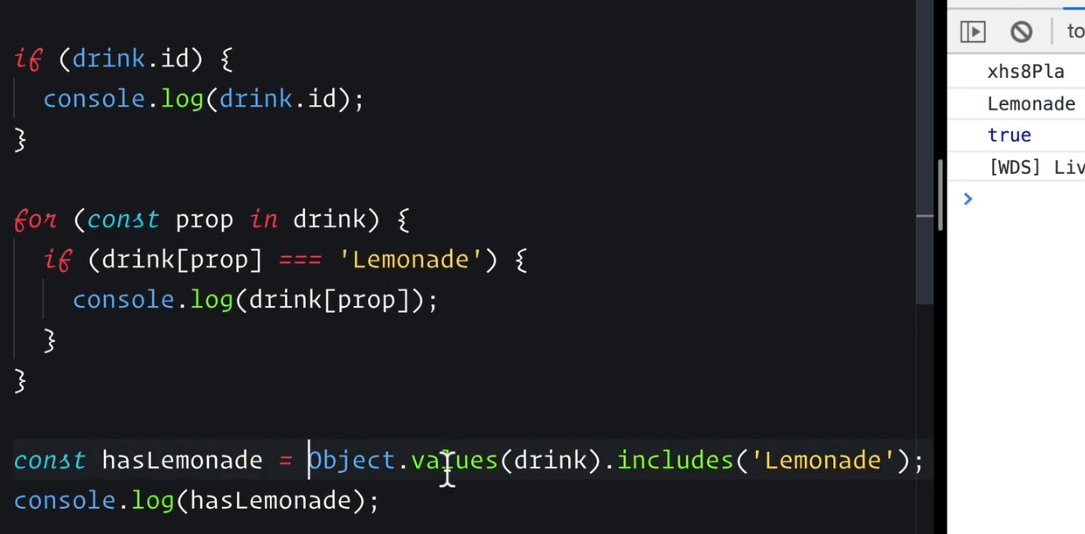 if (drink.id) {
console.log(drink.id);
}
for (const prop in drink) {
if (drink[prop] === 'Lemonade') {
console.log(drink[prop]);
}
}
const hasLemonade = Object.values(drink).includes('Lemonade');
console.log(hasLemonade);
to
xhs8Pla
Lemonade
true
[WDS] Liv